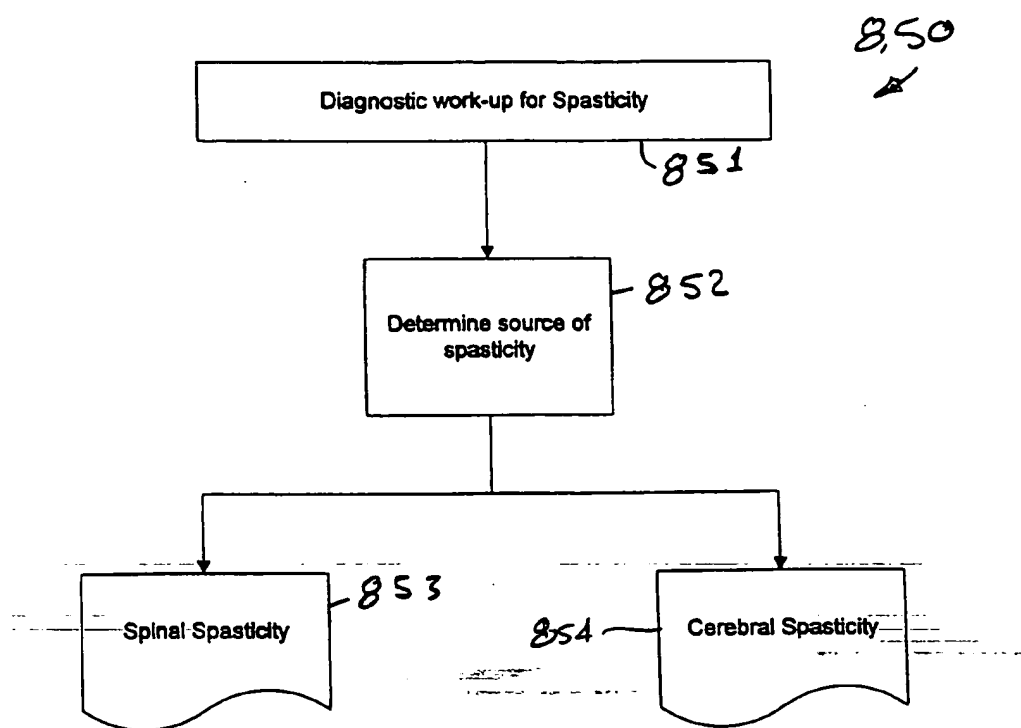 850
Diagnostic work-up for Spasticity
851
852
Determine source of
spasticity
853
Spinal Spasticity
854
Cerebral Spasticity